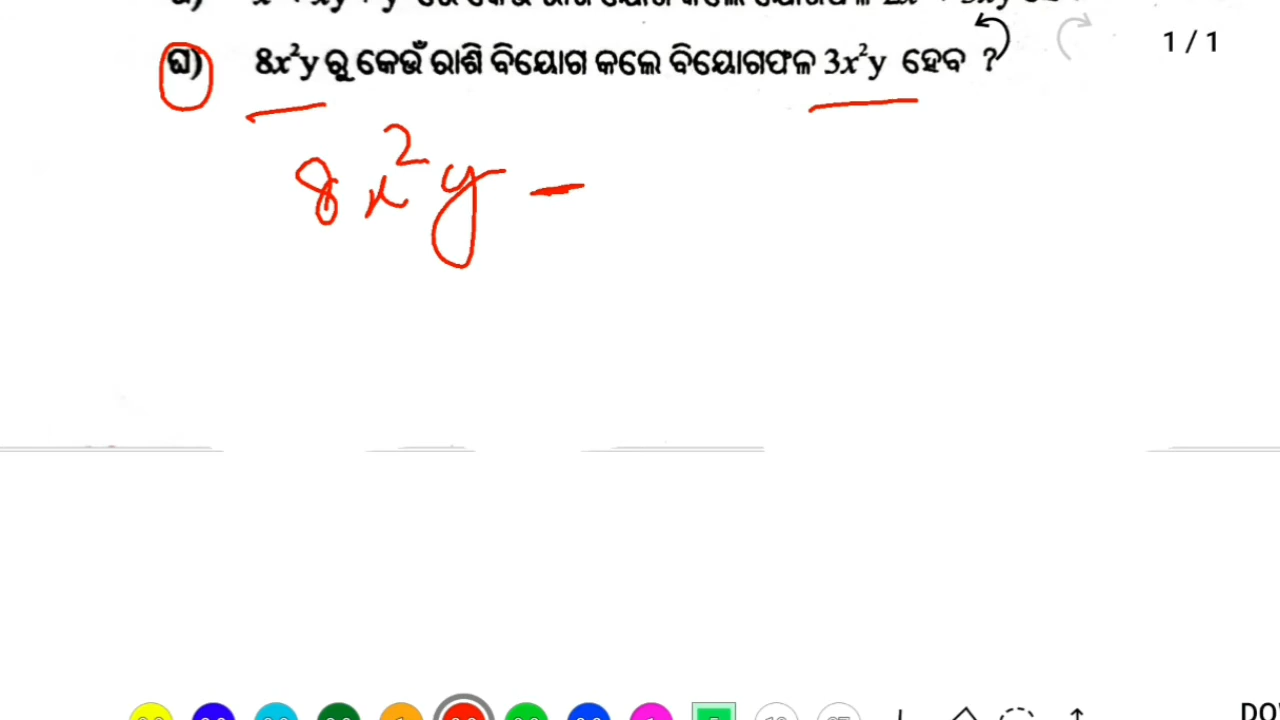 1 / 1
ଘ) 8x²y ରୁ କେଉଁ ରାଶି ବିୟୋଗ କଲେ ବିୟୋଗଫଳ 3x²y ହେବ ?
8x²y –